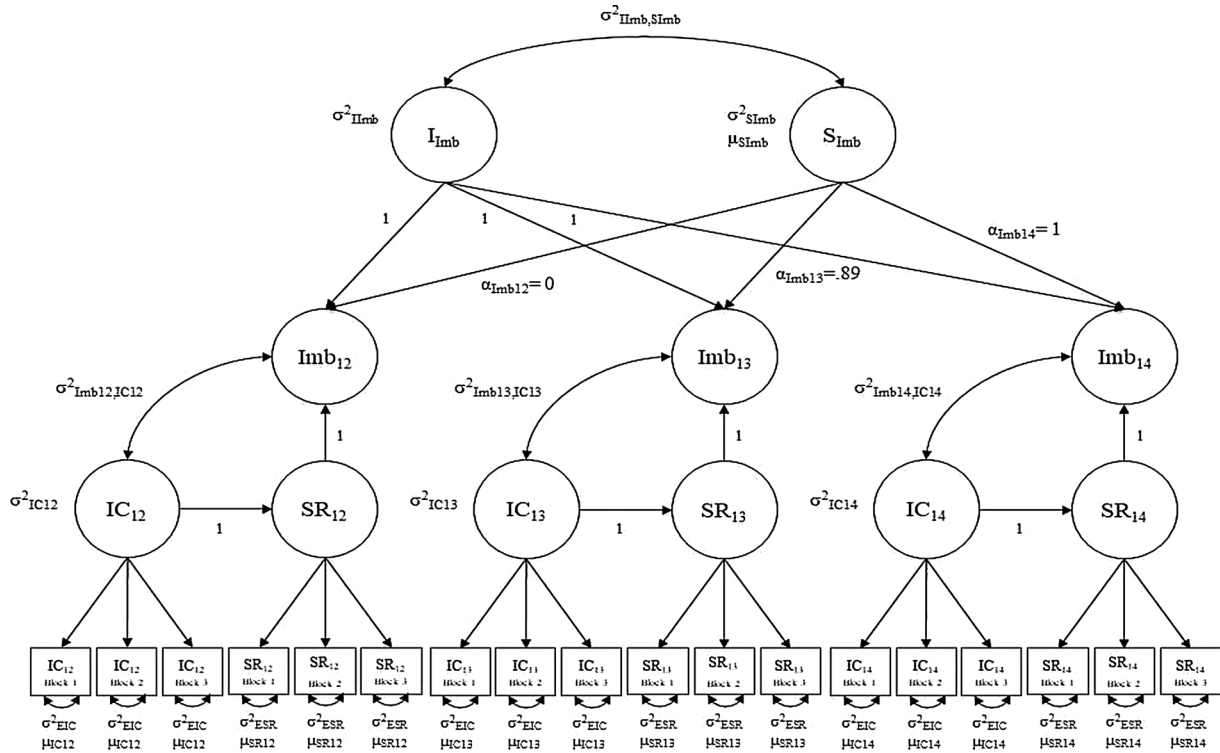 σ²IImb,SImb
σ²IImb
IImb
σ²SImb
μSImb
SImb
1
1
1
αImb14= 1
αImb12= 0
αImb13=.89
Imb12
Imb13
Imb14
σ²Imb12,IC12
σ²Imb13,IC13
σ²Imb14,IC14
1
1
1
σ²IC12
IC12
SR12
σ²IC13
IC13
SR13
σ²IC14
IC14
SR14
1
1
1
IC12 IC12 IC12 SR12 SR12 SR12 IC13 IC13 IC13 SR13 SR13 SR13 IC14 IC14 IC14 SR14 SR14 SR14
Block 1 Block 2 Block 3 Block 1 Block 2 Block 3 Block 1 Block 2 Block 3 Block 1 Block 2 Block 3 Block 1 Block 2 Block 3 Block 1 Block 2 Block 3
σ²EIC σ²EIC σ²EIC σ²ESR σ²ESR σ²ESR σ²EIC σ²EIC σ²EIC σ²ESR σ²ESR σ²ESR σ²EIC σ²EIC σ²EIC σ²ESR σ²ESR σ²ESR
μIC12 μIC12 μIC12 μSR12 μSR12 μSR12 μIC13 μIC13 μIC13 μSR13 μSR13 μSR13 μIC14 μIC14 μIC14 μSR14 μSR14 μSR14